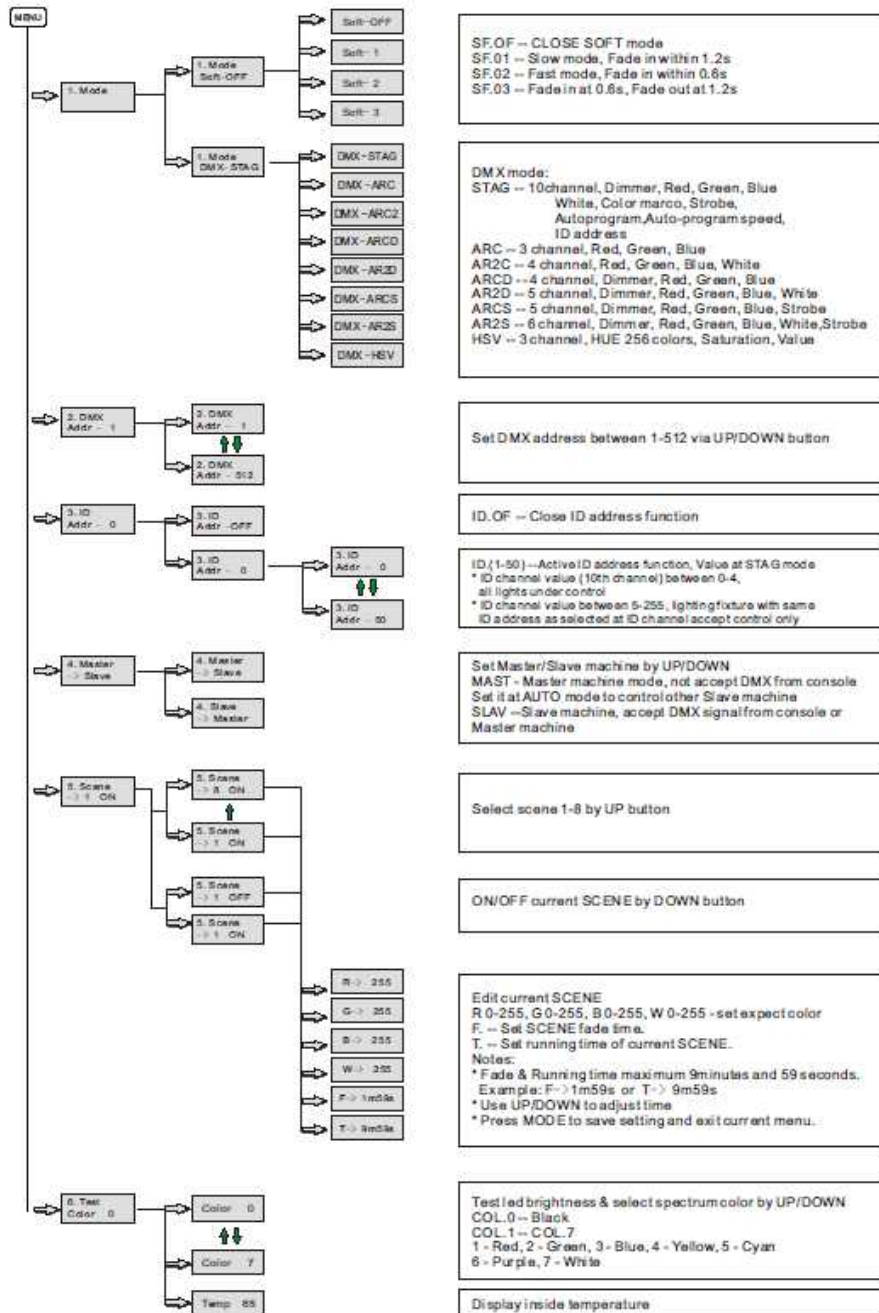 MENU
1. Mode
1. Mode
Soft-OFF
Soft-OFF
Soft- 1
Soft- 2
Soft- 3
SF.OF -- CLOSE SOFT mode
SF.01 -- Slow mode, Fade in within 1.2s
SF.02 -- Fast mode, Fade in within 0.6s
SF.03 -- Fade in at 0.6s, Fade out at 1.2s
1. Mode
DMX-STAG
DMX-STAG
DMX-ARC
DMX-ARC2
DMX-ARCD
DMX-AR2D
DMX-ARCS
DMX-AR2S
DMX-HSV
DMX mode:
STAG -- 10channel, Dimmer, Red, Green, Blue
White, Color marco, Strobe,
Autoprogram,Auto-program speed,
ID address
ARC -- 3 channel, Red, Green, Blue
AR2C -- 4 channel, Red, Green, Blue, White
ARCD --4 channel, Dimmer, Red, Green, Blue
AR2D -- 5 channel, Dimmer, Red, Green, Blue, White
ARCS -- 5 channel, Dimmer, Red, Green, Blue, Strobe
AR2S -- 6 channel, Dimmer, Red, Green, Blue, White,Strobe
HSV -- 3 channel, HUE 256 colors, Saturation, Value
2. DMX
Addr - 1
2. DMX
Addr - 1
2. DMX
Addr - 512
Set DMX address between 1-512 via UP/DOWN button
3. ID
Addr - 0
3. ID
Addr -OFF
ID.OF -- Close ID address function
3. ID
Addr - 0
3. ID
Addr - 0
3. ID
Addr - 50
ID.(1-50) --Active ID address function, Value at STAG mode
* ID channel value (10th channel) between 0-4,
all lights under control
* ID channel value between 5-255, lighting fixture with same
ID address as selected at ID channel accept control only
4. Master
-> Slave
4. Master
-> Slave
4. Slave
-> Master
Set Master/Slave machine by UP/DOWN
MAST - Master machine mode, not accept DMX from console
Set it at AUTO mode to control other Slave machine
SLAV --Slave machine, accept DMX signal from console or
Master machine
5. Scene
-> 1 ON
5. Scene
-> 8 ON
5. Scene
-> 1 ON
Select scene 1-8 by UP button
5. Scene
-> 1 OFF
5. Scene
-> 1 ON
ON/OFF current SCENE by DOWN button
R-> 255
G-> 255
B-> 255
W-> 255
F-> 1m59s
T-> 9m59s
Edit current SCENE
R 0-255, G 0-255, B 0-255, W 0-255 - set expect color
F. -- Set SCENE fade time.
T. -- Set running time of current SCENE.
Notes:
* Fade & Running time maximum 9minutes and 59 seconds.
Example: F->1m59s or T-> 9m59s
* Use UP/DOWN to adjust time
* Press MODE to save setting and exit current menu.
6. Test
Color 0
Color 0
Color 7
Temp 85
Test led brightness & select spectrum color by UP/DOWN
COL.0 -- Black
COL.1 -- COL.7
1 - Red, 2 - Green, 3 - Blue, 4 - Yellow, 5 - Cyan
6 - Purple, 7 - White
Display inside temperature